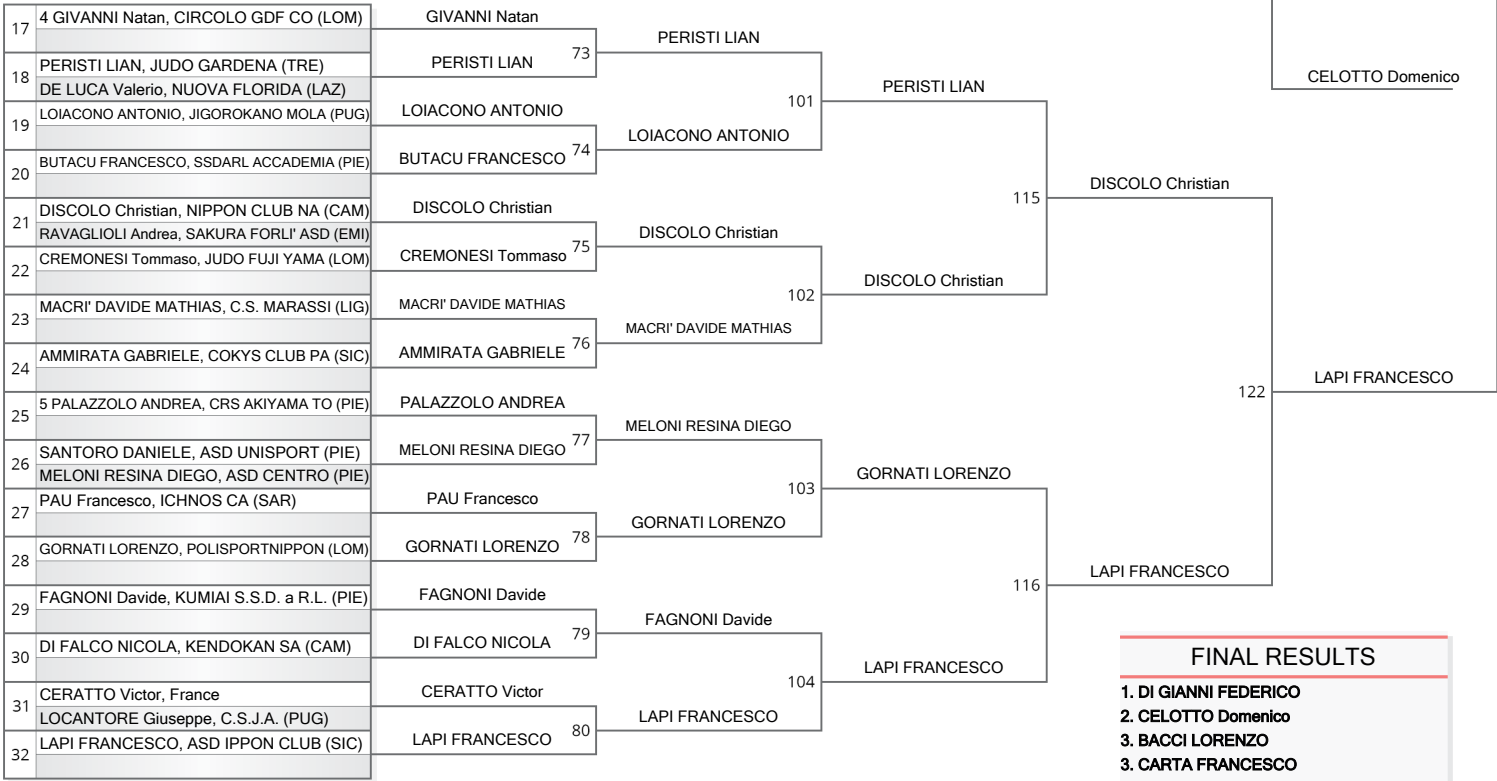 17
4 GIVANNI Natan, CIRCOLO GDF CO (LOM)
18
PERISTI LIAN, JUDO GARDENA (TRE)
DE LUCA Valerio, NUOVA FLORIDA (LAZ)
19
LOIACONO ANTONIO, JIGOROKANO MOLA (PUG)
20
BUTACU FRANCESCO, SSDARL ACCADEMIA (PIE)
21
DISCOLO Christian, NIPPON CLUB NA (CAM)
RAVAGLIOLI Andrea, SAKURA FORLI' ASD (EMI)
22
CREMONESI Tommaso, JUDO FUJI YAMA (LOM)
23
MACRI' DAVIDE MATHIAS, C.S. MARASSI (LIG)
24
AMMIRATA GABRIELE, COKYS CLUB PA (SIC)
25
5 PALAZZOLO ANDREA, CRS AKIYAMA TO (PIE)
26
SANTORO DANIELE, ASD UNISPORT (PIE)
MELONI RESINA DIEGO, ASD CENTRO (PIE)
27
PAU Francesco, ICHNOS CA (SAR)
28
GORNATI LORENZO, POLISPORTNIPPON (LOM)
29
FAGNONI Davide, KUMIAI S.S.D. a R.L. (PIE)
30
DI FALCO NICOLA, KENDOKAN SA (CAM)
31
CERATTO Victor, France
LOCANTORE Giuseppe, C.S.J.A. (PUG)
32
LAPI FRANCESCO, ASD IPPON CLUB (SIC)
GIVANNI Natan
73
PERISTI LIAN
LOIACONO ANTONIO
74
BUTACU FRANCESCO
DISCOLO Christian
75
CREMONESI Tommaso
MACRI' DAVIDE MATHIAS
76
AMMIRATA GABRIELE
PALAZZOLO ANDREA
77
MELONI RESINA DIEGO
PAU Francesco
78
GORNATI LORENZO
FAGNONI Davide
79
DI FALCO NICOLA
CERATTO Victor
80
LAPI FRANCESCO
PERISTI LIAN
101
LOIACONO ANTONIO
DISCOLO Christian
102
MACRI' DAVIDE MATHIAS
MELONI RESINA DIEGO
103
GORNATI LORENZO
FAGNONI Davide
104
LAPI FRANCESCO
PERISTI LIAN
115
DISCOLO Christian
GORNATI LORENZO
116
LAPI FRANCESCO
DISCOLO Christian
122
LAPI FRANCESCO
CELOTTO Domenico
LAPI FRANCESCO
FINAL RESULTS
1. DI GIANNI FEDERICO
2. CELOTTO Domenico
3. BACCI LORENZO
3. CARTA FRANCESCO